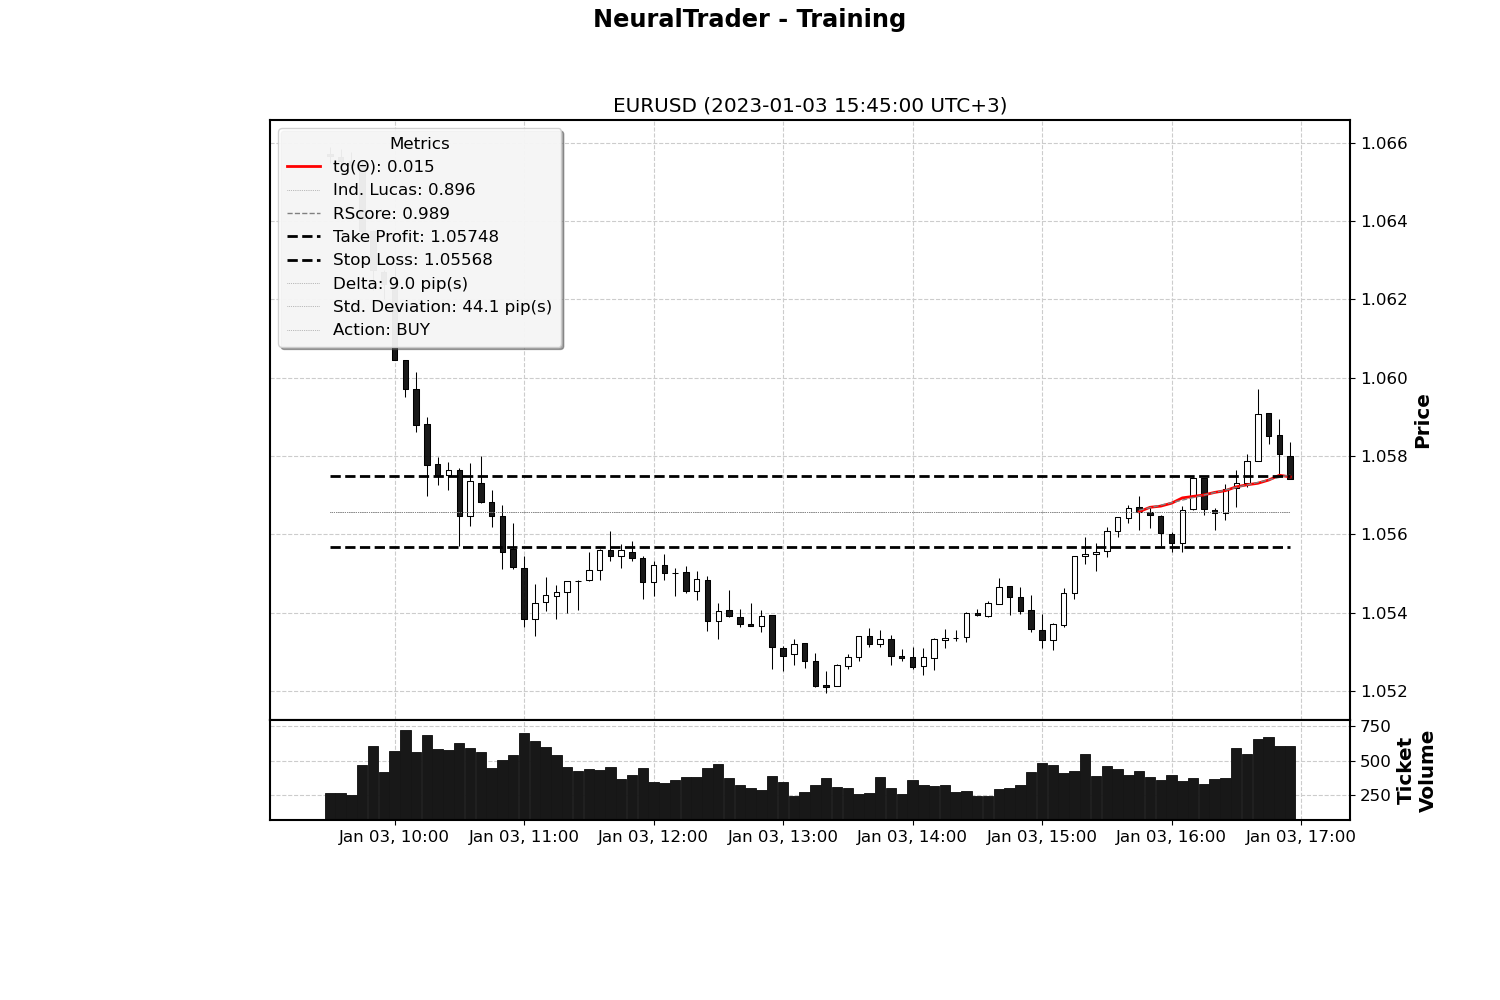 NeuralTrader - Training
EURUSD (2023-01-03 15:45:00 UTC+3)
Metrics
tg(Θ): 0.015
Ind. Lucas: 0.896
RScore: 0.989
Take Profit: 1.05748
Stop Loss: 1.05568
Delta: 9.0 pip(s)
Std. Deviation: 44.1 pip(s)
Action: BUY
1.066
1.064
1.062
1.060
1.058
1.056
1.054
1.052
Price
750
500
250
Ticket
Volume
Jan 03, 10:00
Jan 03, 11:00
Jan 03, 12:00
Jan 03, 13:00
Jan 03, 14:00
Jan 03, 15:00
Jan 03, 16:00
Jan 03, 17:00